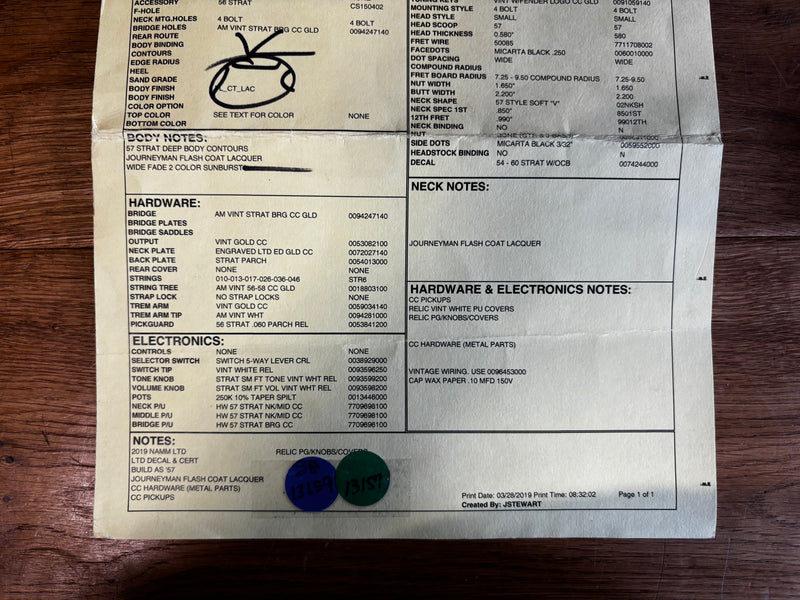 ACCESSORY 56 STRAT CS150402
F-HOLE
NECK MTG.HOLES 4 BOLT 4 BOLT
BRIDGE HOLES AM VINT STRAT BRG CC GLD 0094247140
REAR ROUTE
BODY BINDING
CONTOURS
EDGE RADIUS
HEEL
SAND GRADE
BODY FINISH _CT_LAC
BODY FINISH
COLOR OPTION
TOP COLOR SEE TEXT FOR COLOR NONE
BOTTOM COLOR
BODY NOTES:
57 STRAT DEEP BODY CONTOURS
JOURNEYMAN FLASH COAT LACQUER
WIDE FADE 2 COLOR SUNBURST
HARDWARE:
BRIDGE AM VINT STRAT BRG CC GLD 0094247140
BRIDGE PLATES
BRIDGE SADDLES
OUTPUT VINT GOLD CC 0053082100
NECK PLATE ENGRAVED LTD ED GLD CC 0072027140
BACK PLATE STRAT PARCH 0054013000
REAR COVER NONE NONE
STRINGS 010-013-017-026-036-046 STR6
STRING TREE AM VINT 56-58 CC GLD 0018803100
STRAP LOCK NO STRAP LOCKS NONE
TREM ARM VINT GOLD CC 0059034140
TREM ARM TIP AM VINT WHT 0094281000
PICKGUARD 56 STRAT .060 PARCH REL 0053841200
ELECTRONICS:
CONTROLS NONE NONE
SELECTOR SWITCH SWITCH 5-WAY LEVER CRL 0038929000
SWITCH TIP VINT WHITE REL 0093596250
TONE KNOB STRAT SM FT TONE VINT WHT REL 0093599200
VOLUME KNOB STRAT SM FT VOL VINT WHT REL 0093598200
POTS 250K 10% TAPER SPILT 0013446000
NECK P/U HW 57 STRAT NK/MID CC 7709698100
MIDDLE P/U HW 57 STRAT NK/MID CC 7709698100
BRIDGE P/U HW 57 STRAT BRG CC 7709698100
TUNING KEYS VINT W/FENDER LOGO CC GLD 0091059140
MOUNTING STYLE 4 BOLT 4 BOLT
HEAD STYLE SMALL SMALL
HEAD SCOOP 57 57
HEAD THICKNESS 0.580" 580
FRET WIRE 50085 7711708002
FACEDOTS MICARTA BLACK .250 0060010000
DOT SPACING WIDE WIDE
COMPOUND RADIUS
FRET BOARD RADIUS 7.25 - 9.50 COMPOUND RADIUS 7.25-9.50
NUT WIDTH 1.650" 1.650
BUTT WIDTH 2.200" 2.200
NECK SHAPE 57 STYLE SOFT "V" 02NKSH
NECK SPEC 1ST .850" 8501ST
12TH FRET .990" 99012TH
NECK BINDING NO N
NUT
SIDE DOTS MICARTA BLACK 3/32" 0059552000
HEADSTOCK BINDING NO N
DECAL 54 - 60 STRAT W/OCB 0074244000
NECK NOTES:
JOURNEYMAN FLASH COAT LACQUER
HARDWARE & ELECTRONICS NOTES:
CC PICKUPS
RELIC VINT WHITE PU COVERS
RELIC PG/KNOBS/COVERS
CC HARDWARE (METAL PARTS)
VINTAGE WIRING. USE 0096453000
CAP WAX PAPER .10 MFD 150V
NOTES:
2019 NAMM LTD RELIC PG/KNOBS/COVERS
LTD DECAL & CERT
BUILD AS '57
JOURNEYMAN FLASH COAT LACQUER
CC HARDWARE (METAL PARTS)
CC PICKUPS
13159 13157
Print Date: 03/28/2019 Print Time: 08:32:02 Page 1 of 1
Created By: JSTEWART